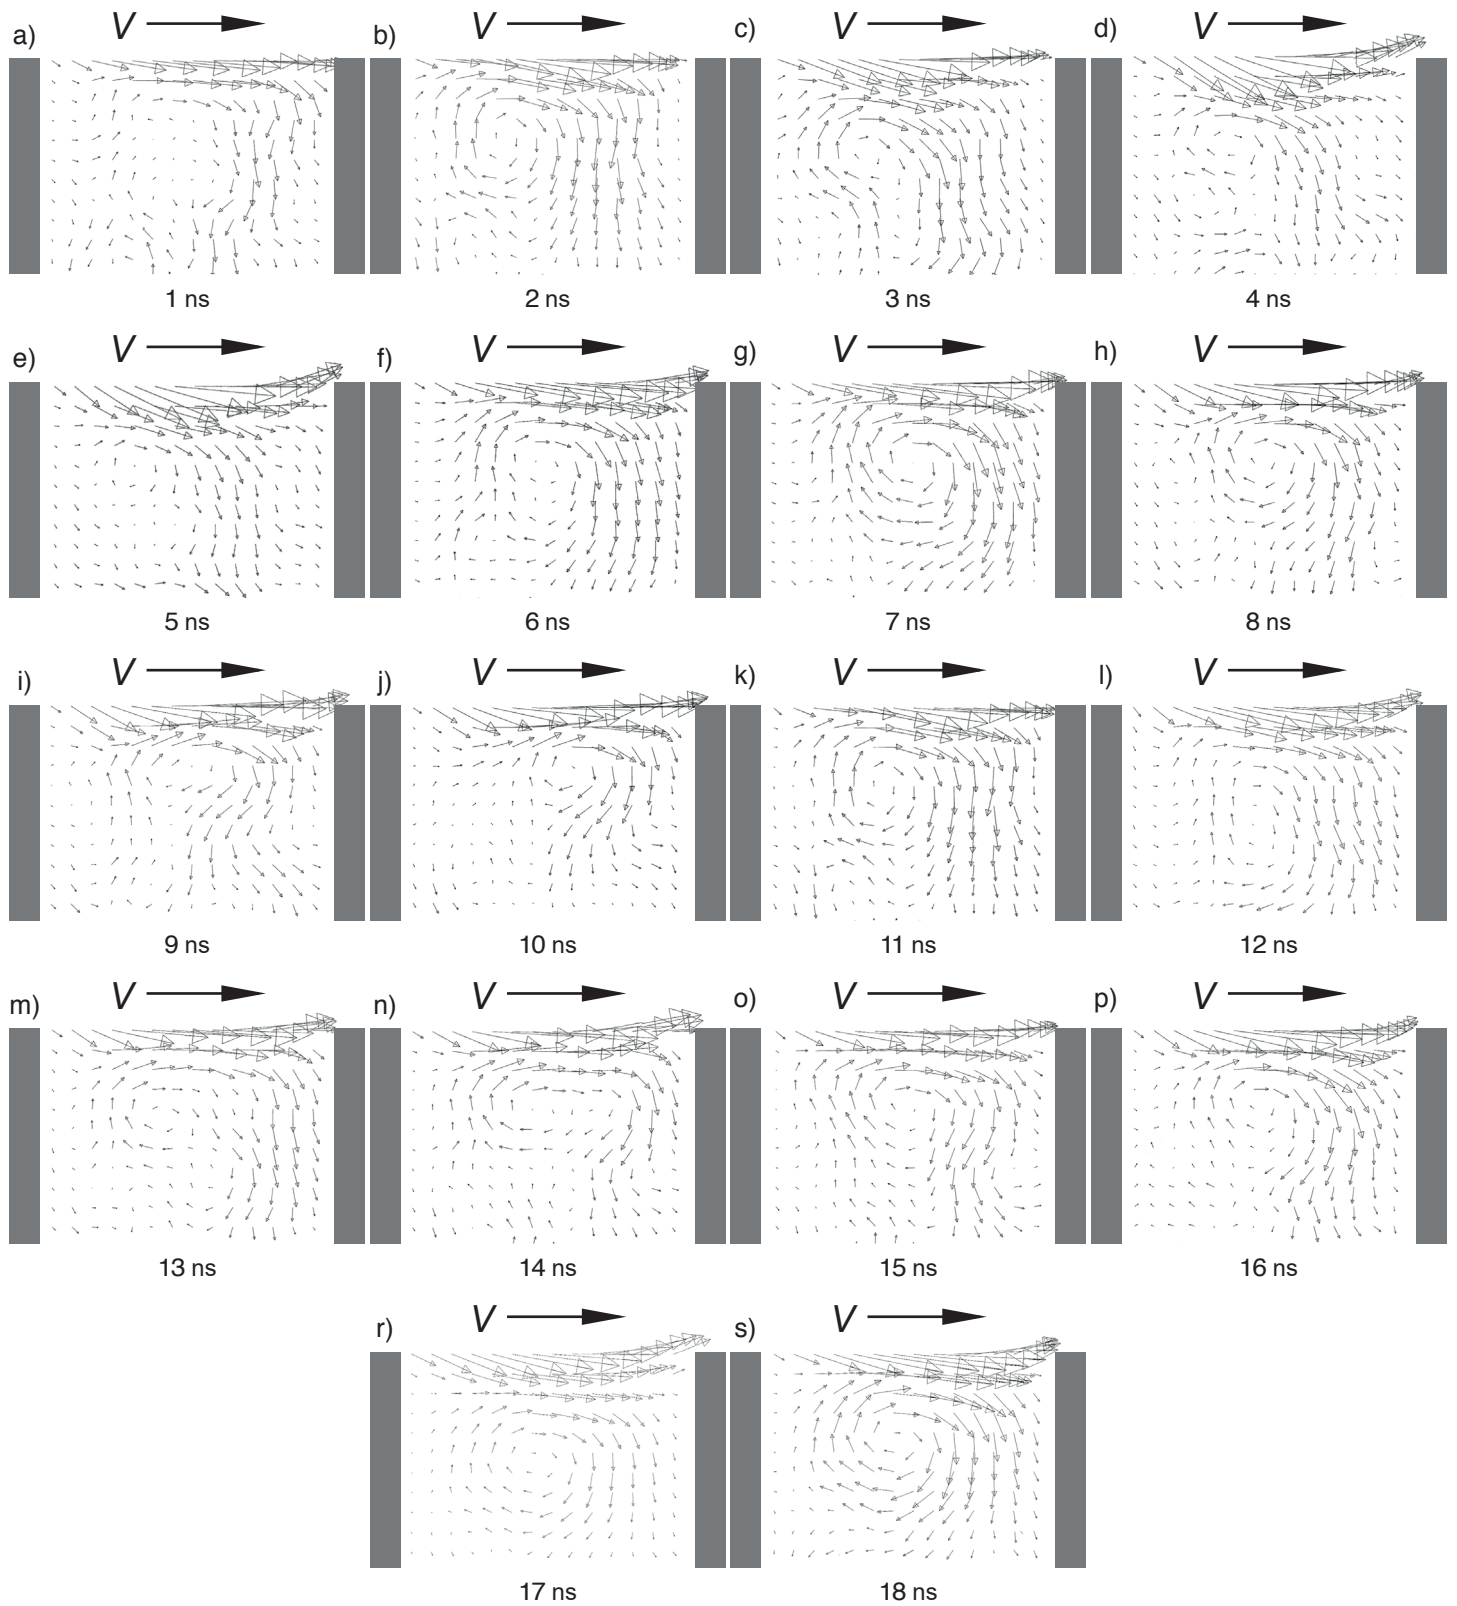 a) V b) V c) V d) V
1 ns 2 ns 3 ns 4 ns
e) V f) V g) V h) V
5 ns 6 ns 7 ns 8 ns
i) V j) V k) V l) V
9 ns 10 ns 11 ns 12 ns
m) V n) V o) V p) V
13 ns 14 ns 15 ns 16 ns
r) V s) V
17 ns 18 ns